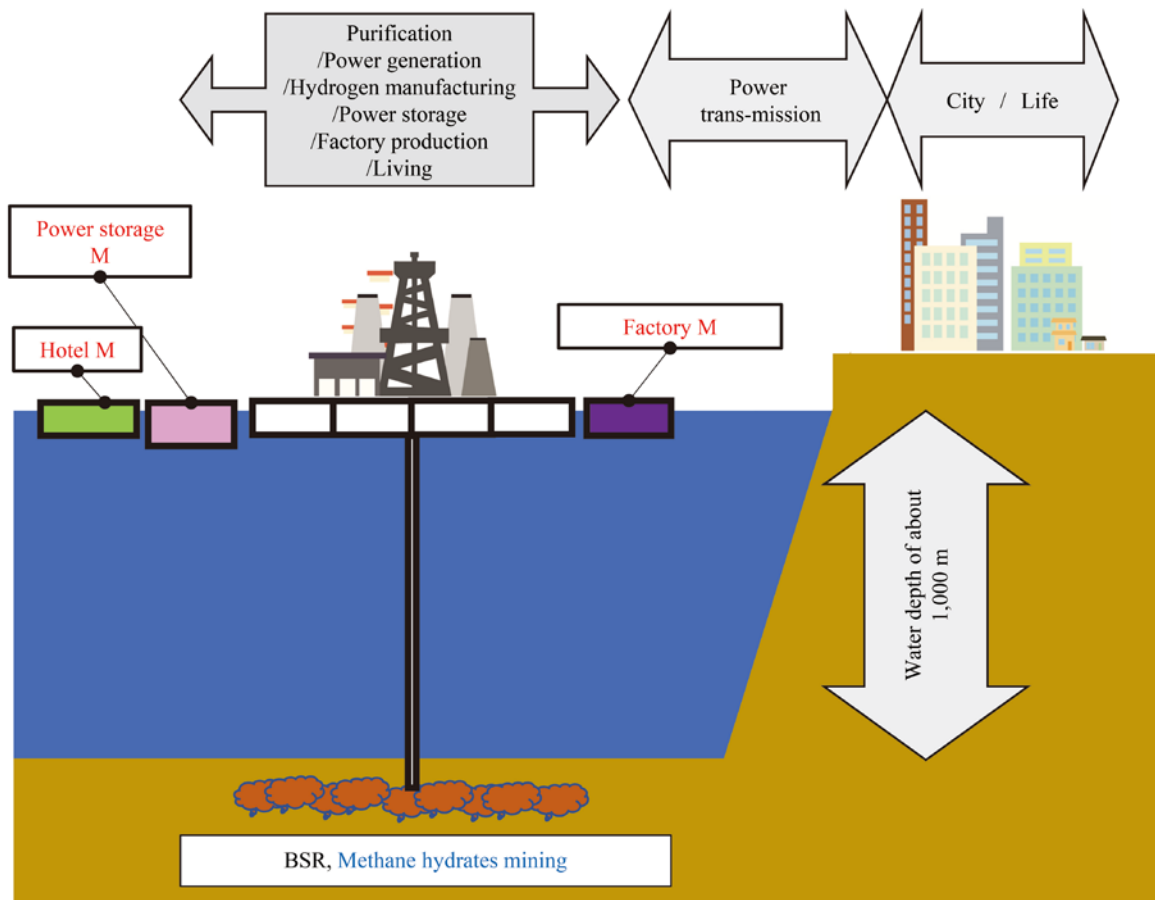 Purification
/Power generation
/Hydrogen manufacturing
/Power storage
/Factory production
/Living
Power
trans-mission
City / Life
Power storage
M
Hotel M
Factory M
Water depth of about
1,000 m
BSR, Methane hydrates mining